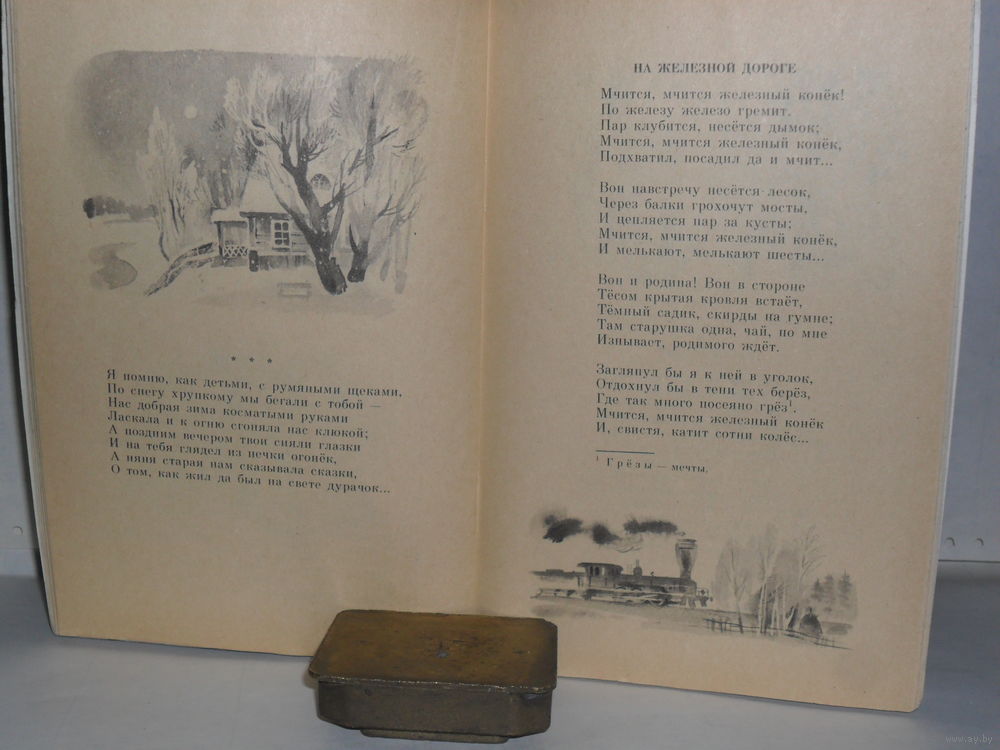 * * *
Я помню, как детьми, с румяными щеками,
По снегу хрупкому мы бегали с тобой —
Нас добрая зима косматыми руками
Ласкала и к огню сгоняла нас клюкой;
А поздним вечером твои сияли глазки
И на тебя глядел из печки огонёк,
А няня старая нам сказывала сказки,
О том, как жил да был на свете дурачок...
НА ЖЕЛЕЗНОЙ ДОРОГЕ
Мчится, мчится железный конёк!
По железу железо гремит.
Пар клубится, несётся дымок;
Мчится, мчится железный конёк,
Подхватил, посадил да и мчит...
Вон навстречу несётся лесок,
Через балки грохочут мосты,
И цепляется пар за кусты;
Мчится, мчится железный конёк,
И мелькают, мелькают шесты...
Вон и родина! Вон в стороне
Тёсом крытая кровля встаёт,
Тёмный садик, скирды на гумне;
Там старушка одна, чай, по мне
Изнывает, родимого ждёт.
Заглянул бы я к ней в уголок,
Отдохнул бы в тени тех берёз,
Где так много посеяно грёз¹.
Мчится, мчится железный конёк
И, свистя, катит сотни колёс...
¹ Грёзы — мечты.
www.ay.by